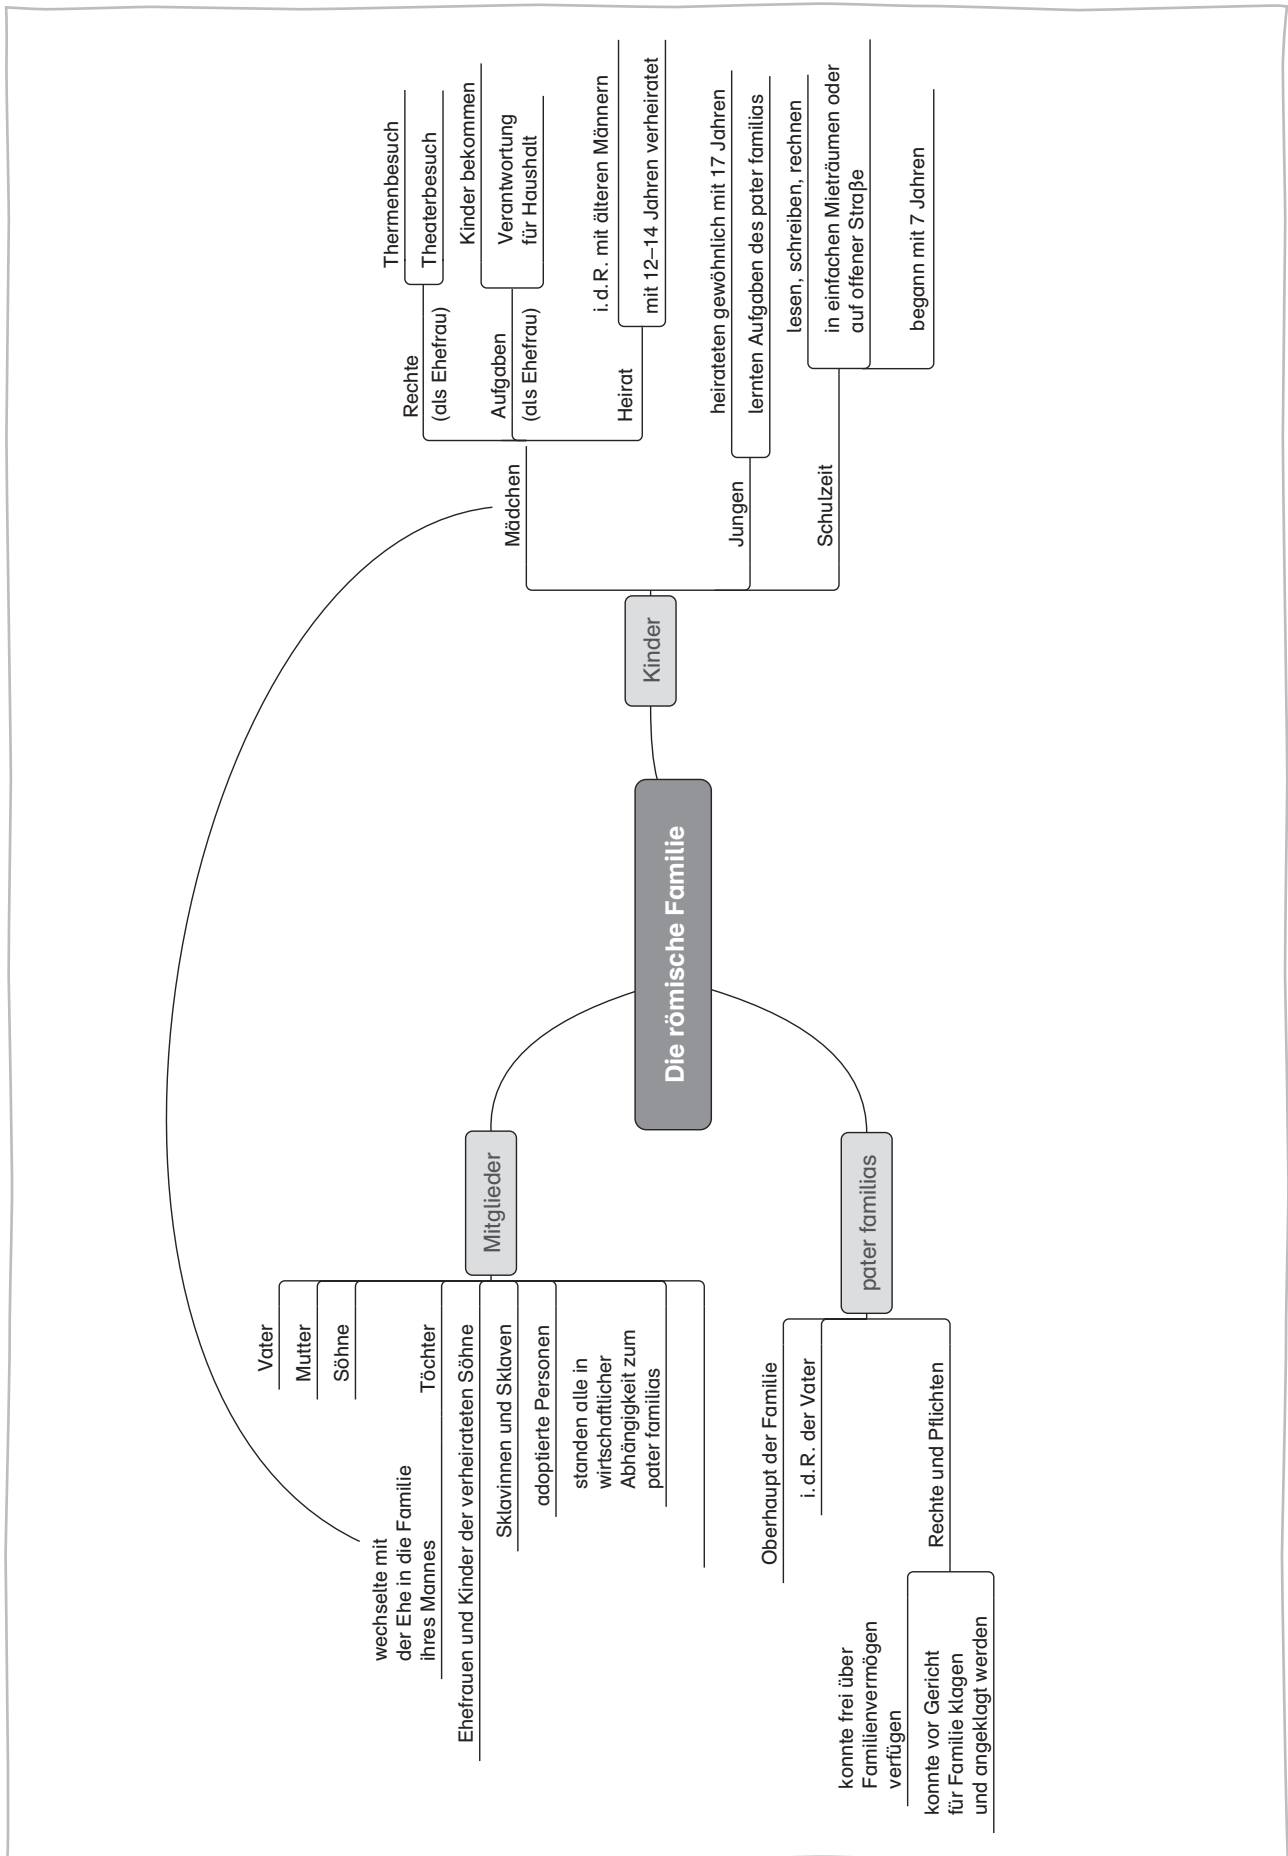 Die römische Familie
Mitglieder
Vater
Mutter
Söhne
Töchter
wechselte mit
der Ehe in die Familie
ihres Mannes
Ehefrauen und Kinder der verheirateten Söhne
Sklavinnen und Sklaven
adoptierte Personen
standen alle in
wirtschaftlicher
Abhängigkeit zum
pater familias
pater familias
Oberhaupt der Familie
i.d.R. der Vater
Rechte und Pflichten
konnte frei über
Familienvermögen
verfügen
konnte vor Gericht
für Familie klagen
und angeklagt werden
Kinder
Mädchen
Rechte
(als Ehefrau)
Thermenbesuch
Theaterbesuch
Aufgaben
(als Ehefrau)
Kinder bekommen
Verantwortung
für Haushalt
Heirat
i.d.R. mit älteren Männern
mit 12–14 Jahren verheiratet
Jungen
heirateten gewöhnlich mit 17 Jahren
lernten Aufgaben des pater familias
Schulzeit
lesen, schreiben, rechnen
in einfachen Mieträumen oder
auf offener Straße
begann mit 7 Jahren